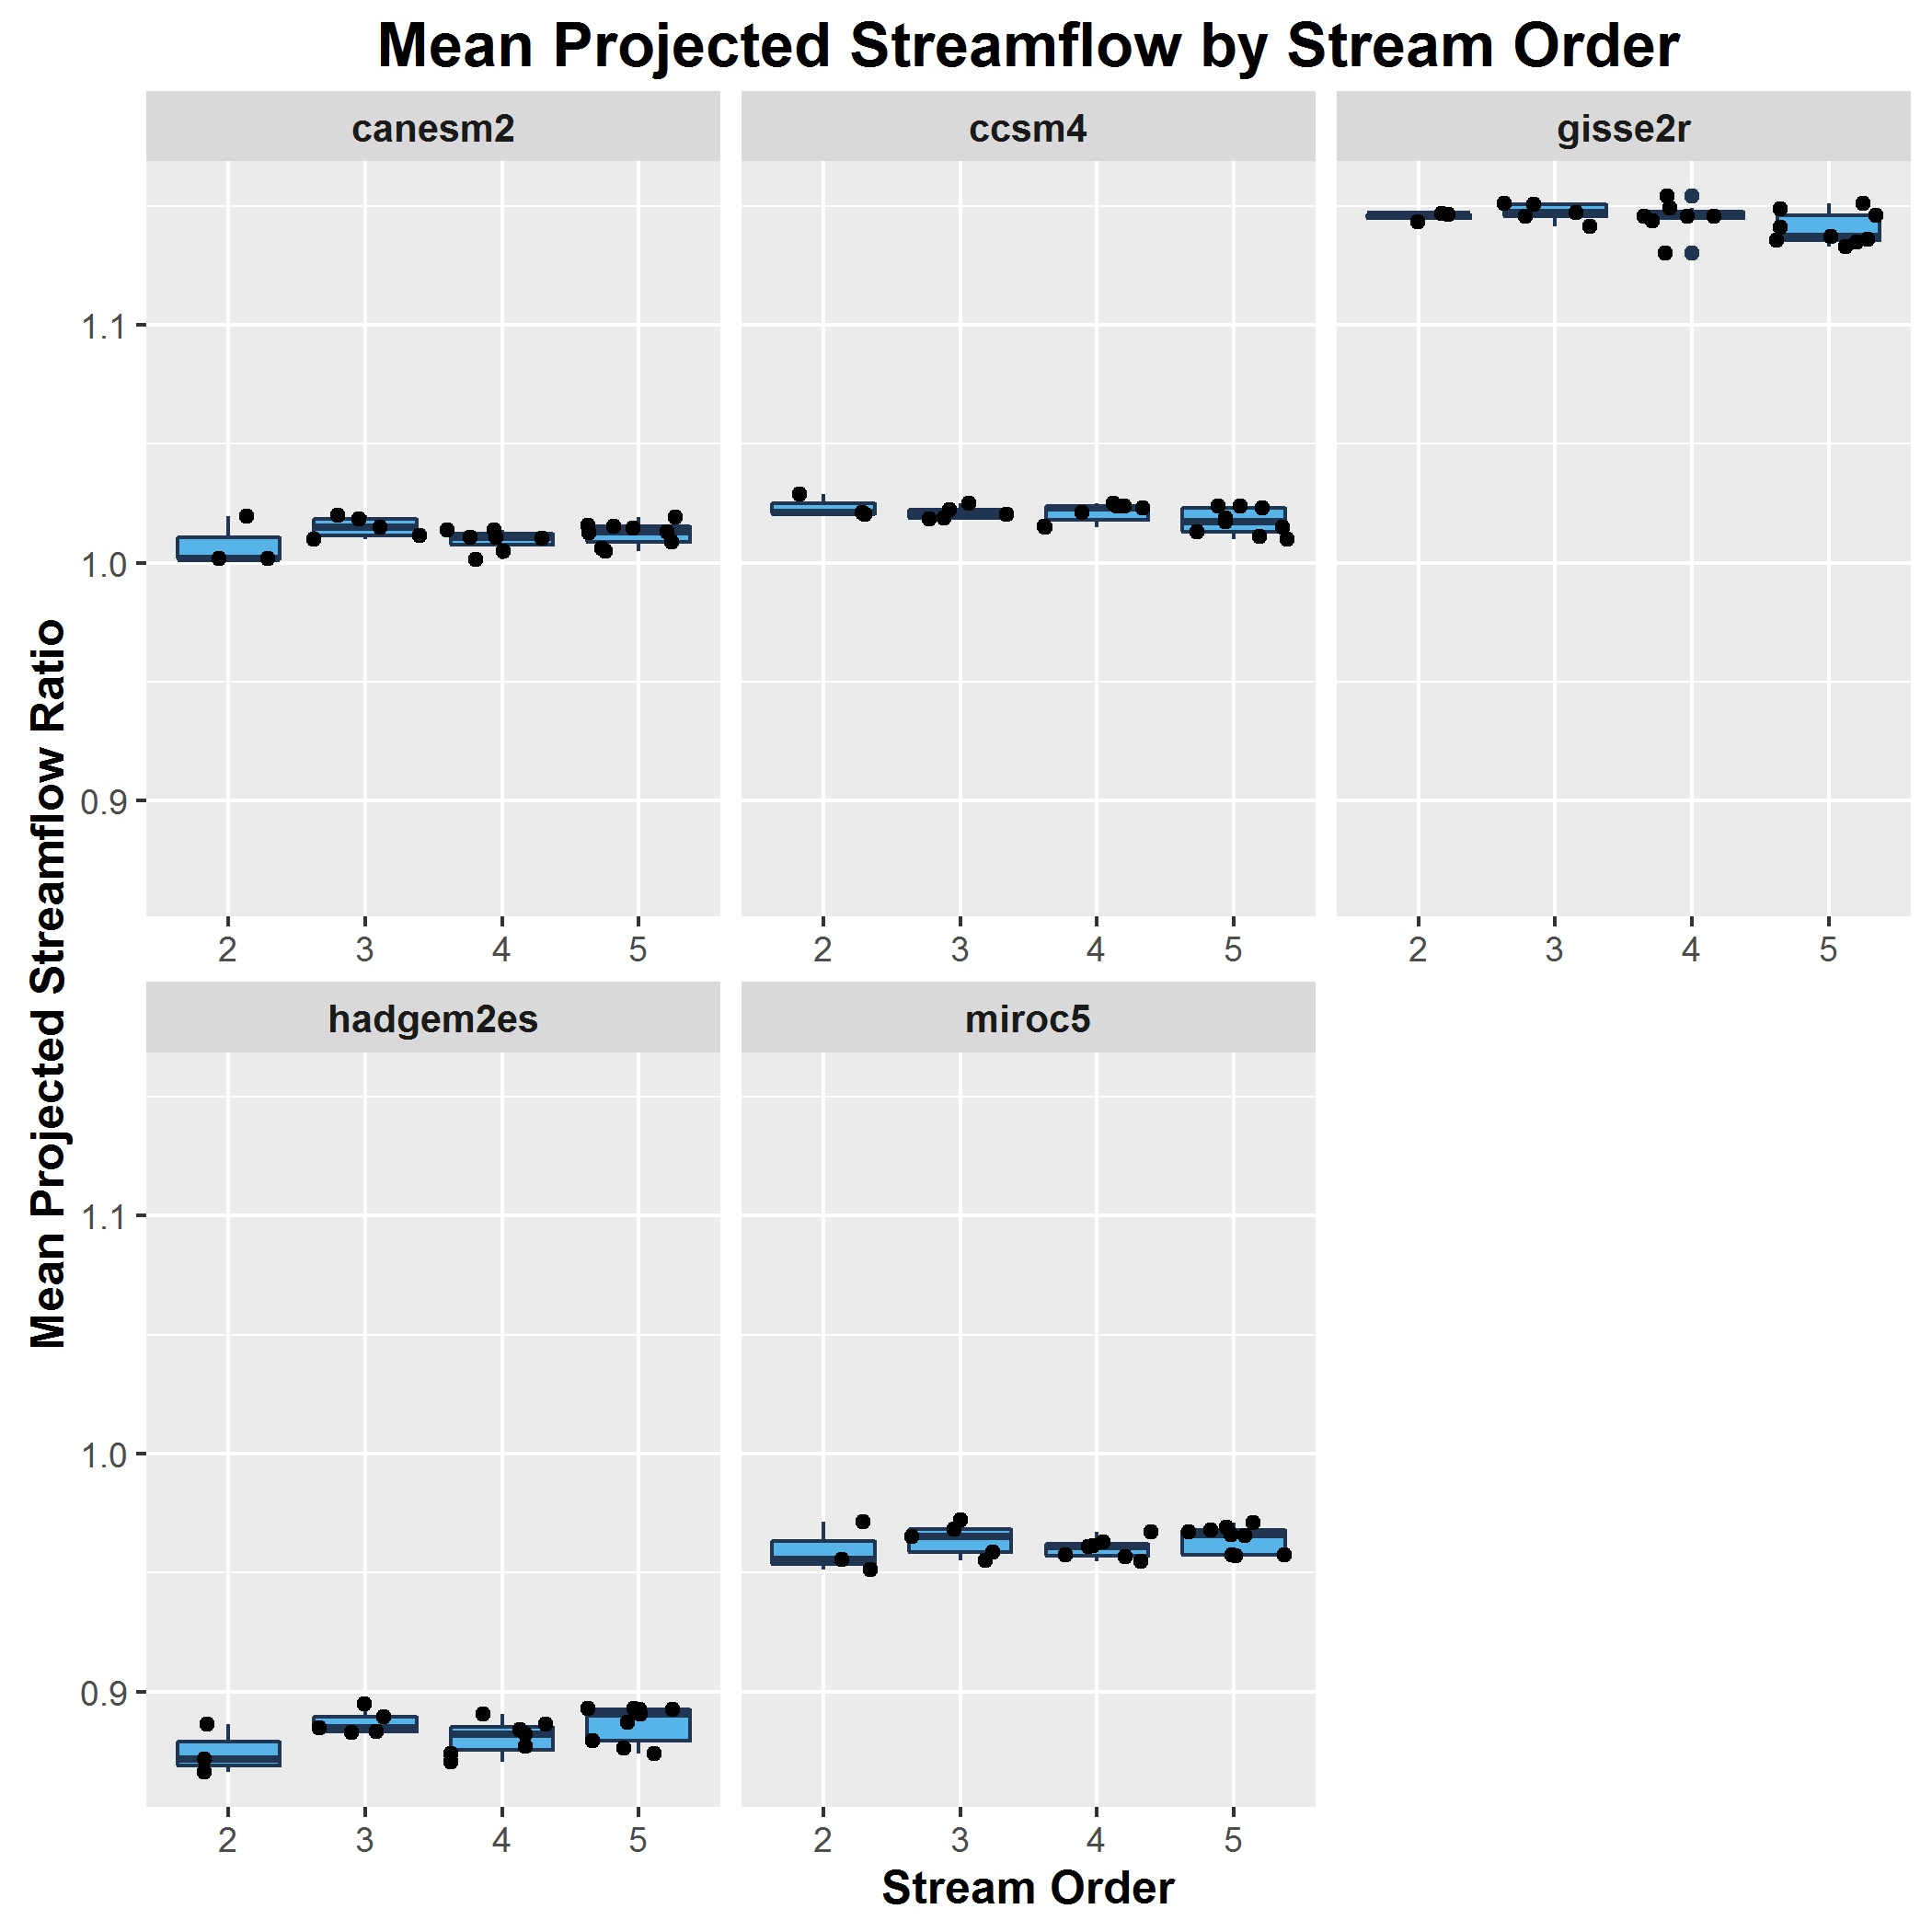 Mean Projected Streamflow by Stream Order
canesm2 ccsm4 gisse2r
1.1
1.0
0.9
2 3 4 5 2 3 4 5 2 3 4 5
Mean Projected Streamflow Ratio
hadgem2es miroc5
1.1
1.0
0.9
2 3 4 5 2 3 4 5
Stream Order